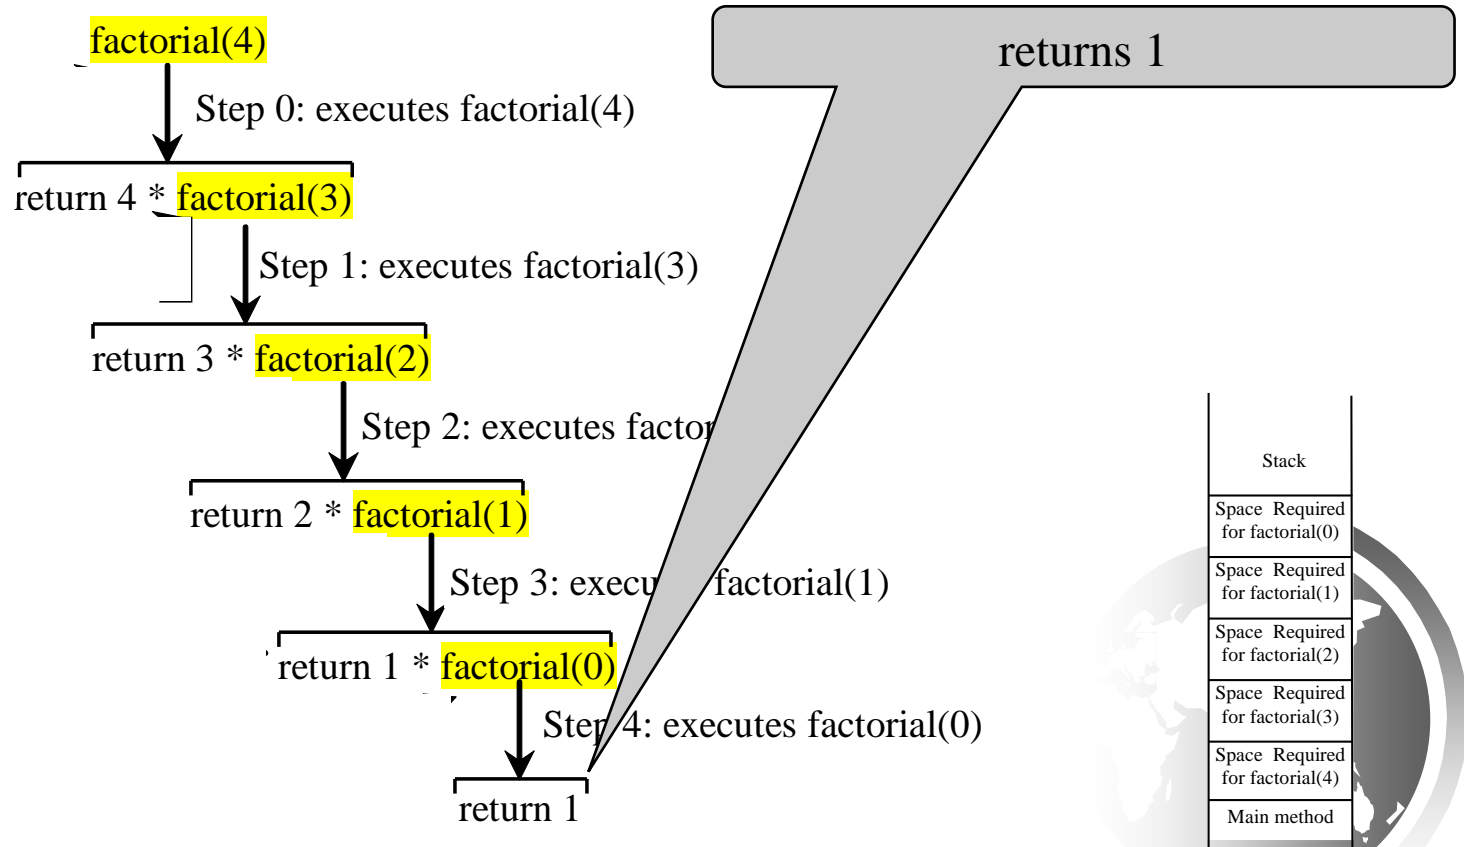 factorial(4)
returns 1
Step 0: executes factorial(4)
return 4 * factorial(3)
Step 1: executes factorial(3)
return 3 * factorial(2)
Step 2: executes factor
return 2 * factorial(1)
Step 3: execu factorial(1)
return 1 * factorial(0)
Step 4: executes factorial(0)
return 1
Stack
Space Required
for factorial(0)
Space Required
for factorial(1)
Space Required
for factorial(2)
Space Required
for factorial(3)
Space Required
for factorial(4)
Main method